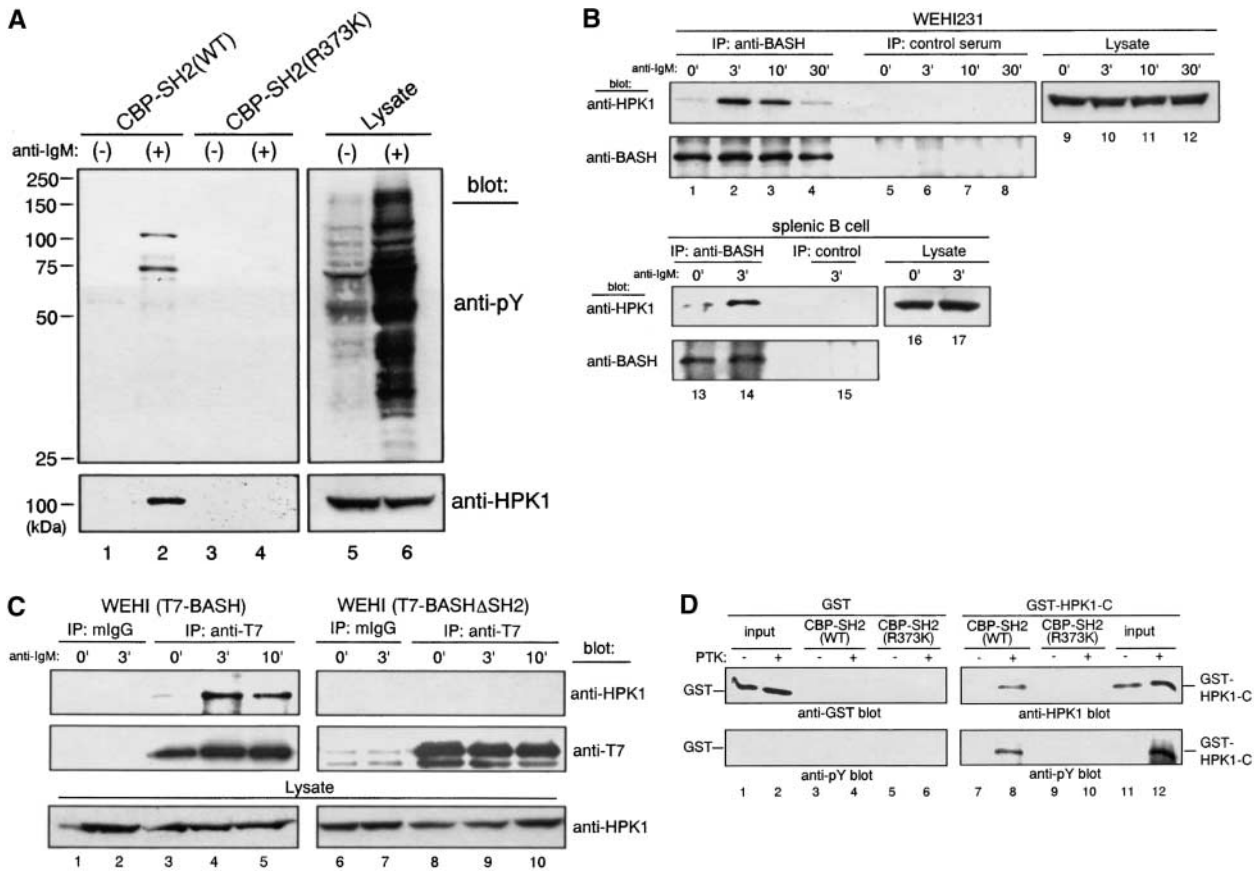 A
CBP-SH2(WT)
CBP-SH2(R373K)
Lysate
anti-IgM: (-) (+) (-) (+) (-) (+)
blot:
250
150
100
75
50
25
anti-pY
100
(kDa)
anti-HPK1
1 2 3 4 5 6
B
WEHI231
IP: anti-BASH IP: control serum Lysate
anti-IgM: 0' 3' 10' 30' 0' 3' 10' 30' 0' 3' 10' 30'
blot:
anti-HPK1
9 10 11 12
anti-BASH
1 2 3 4 5 6 7 8
splenic B cell
IP: anti-BASH IP: control Lysate
anti-IgM: 0' 3' 3' 0' 3'
blot:
anti-HPK1
16 17
anti-BASH
13 14 15
C
WEHI (T7-BASH) WEHI (T7-BASHΔSH2)
IP: mIgG IP: anti-T7 IP: mIgG IP: anti-T7
anti-IgM: 0' 3' 0' 3' 10' 0' 3' 0' 3' 10'
blot:
anti-HPK1
anti-T7
Lysate
anti-HPK1
1 2 3 4 5 6 7 8 9 10
D
GST GST-HPK1-C
input CBP-SH2 (WT) CBP-SH2 (R373K) CBP-SH2 (WT) CBP-SH2 (R373K) input
PTK: - + - + - + - + - + - +
GST
GST-HPK1-C
anti-GST blot anti-HPK1 blot
GST
GST-HPK1-C
anti-pY blot anti-pY blot
1 2 3 4 5 6 7 8 9 10 11 12